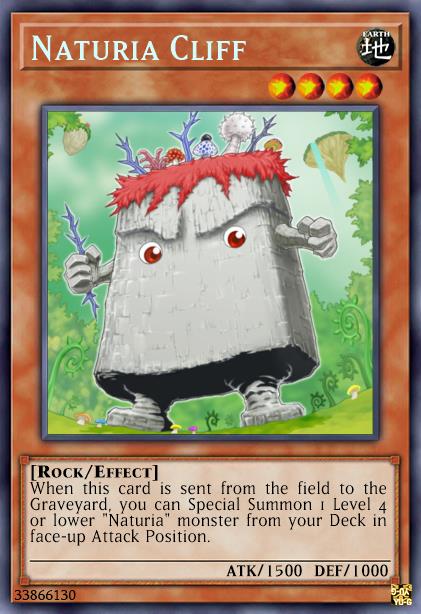 Naturia Cliff
EARTH
地
[Rock/Effect]
When this card is sent from the field to the
Graveyard, you can Special Summon 1 Level 4
or lower "Naturia" monster from your Deck in
face-up Attack Position.
ATK/1500 DEF/1000
33866130